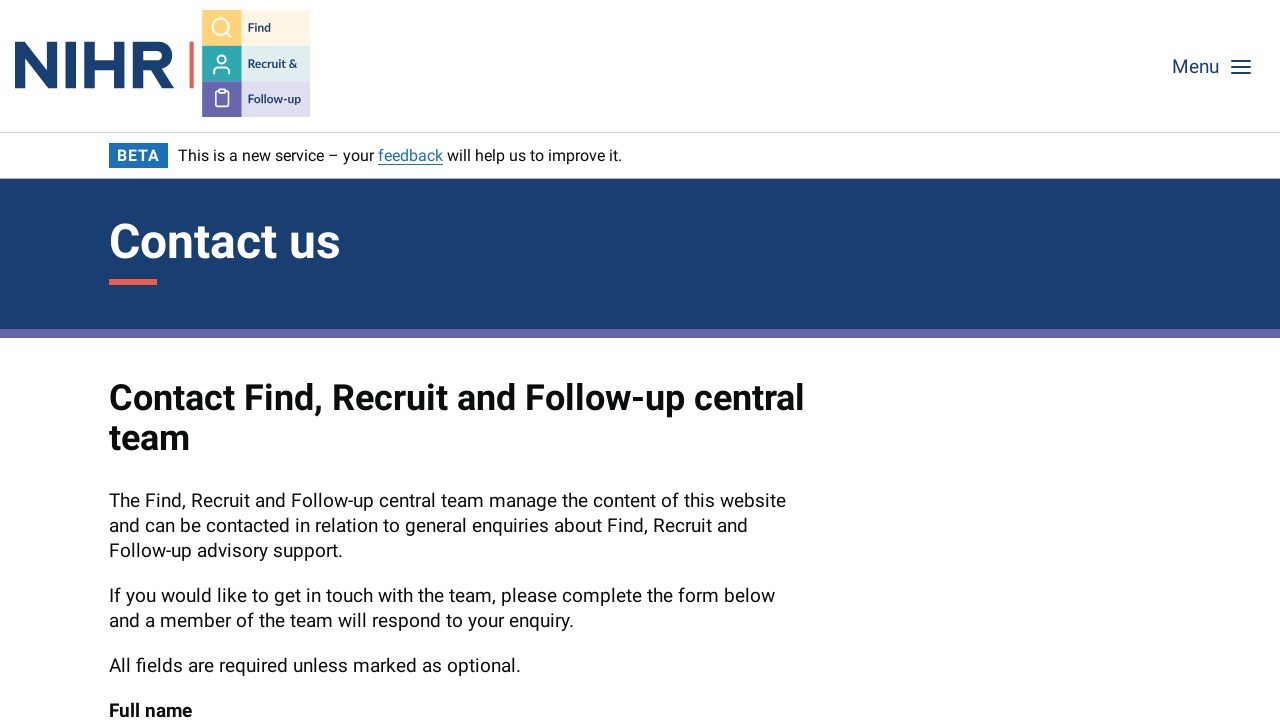 NIHR
Find
Recruit &
Follow-up
Menu
BETA This is a new service – your feedback will help us to improve it.
Contact us
Contact Find, Recruit and Follow-up central
team
The Find, Recruit and Follow-up central team manage the content of this website
and can be contacted in relation to general enquiries about Find, Recruit and
Follow-up advisory support.
If you would like to get in touch with the team, please complete the form below
and a member of the team will respond to your enquiry.
All fields are required unless marked as optional.
Full name